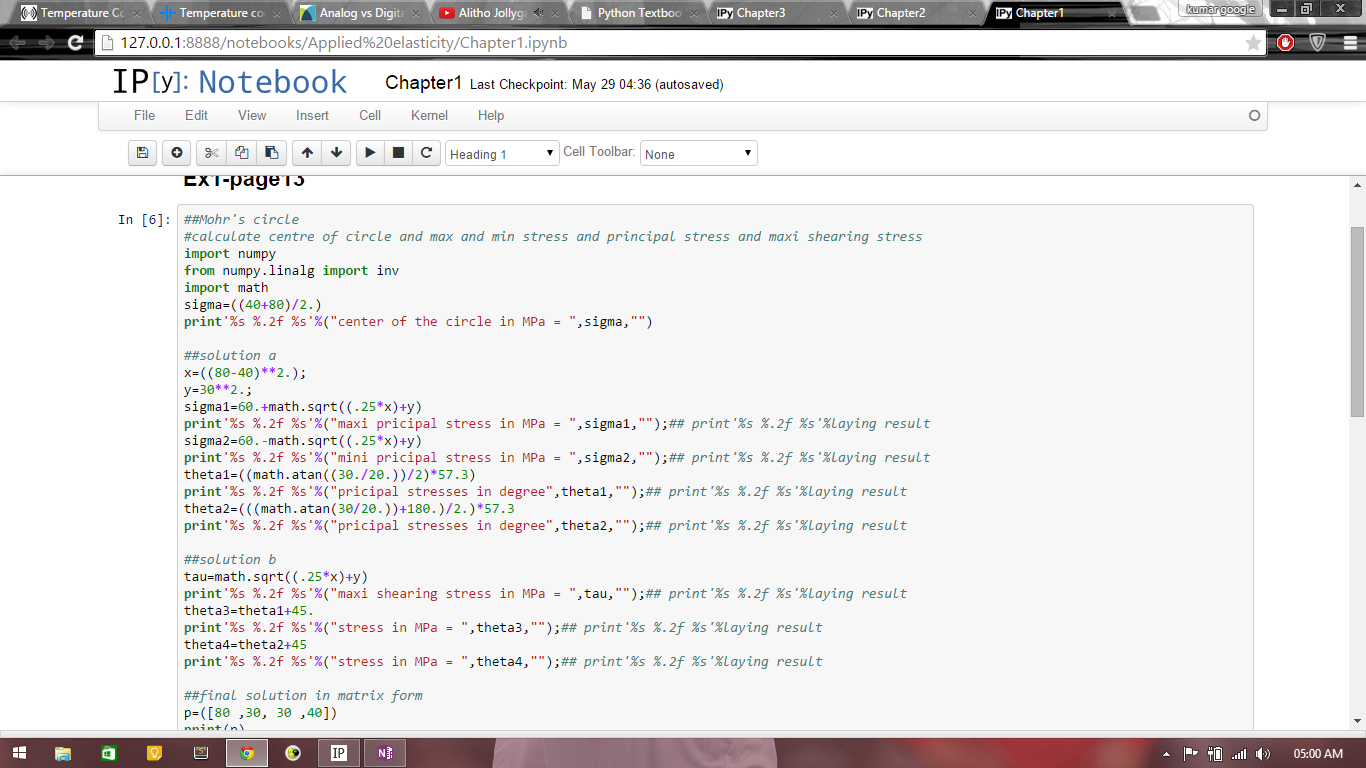 Temperature Co
Temperature co
Analog vs Digita
Alitho Jollyg
Python Textboo
IPy Chapter3
IPy Chapter2
IPy Chapter1
kumar google
127.0.0.1:8888/notebooks/Applied%20elasticity/Chapter1.ipynb
IP[y]: Notebook
Chapter1 Last Checkpoint: May 29 04:36 (autosaved)
File Edit View Insert Cell Kernel Help
Heading 1 Cell Toolbar: None
Ex1-page13
In [6]:
##Mohr's circle
#calculate centre of circle and max and min stress and principal stress and maxi shearing stress
import numpy
from numpy.linalg import inv
import math
sigma=((40+80)/2.)
print'%s %.2f %s'%("center of the circle in MPa = ",sigma,"")
##solution a
x=((80-40)**2.);
y=30**2.;
sigma1=60.+math.sqrt((.25*x)+y)
print'%s %.2f %s'%("maxi pricipal stress in MPa = ",sigma1,"");## print'%s %.2f %s'%laying result
sigma2=60.-math.sqrt((.25*x)+y)
print'%s %.2f %s'%("mini pricipal stress in MPa = ",sigma2,"");## print'%s %.2f %s'%laying result
theta1=((math.atan((30./20.))/2)*57.3)
print'%s %.2f %s'%("pricipal stresses in degree",theta1,"");## print'%s %.2f %s'%laying result
theta2=(((math.atan(30/20.))+180.)/2.)*57.3
print'%s %.2f %s'%("pricipal stresses in degree",theta2,"");## print'%s %.2f %s'%laying result
##solution b
tau=math.sqrt((.25*x)+y)
print'%s %.2f %s'%("maxi shearing stress in MPa = ",tau,"");## print'%s %.2f %s'%laying result
theta3=theta1+45.
print'%s %.2f %s'%("stress in MPa = ",theta3,"");## print'%s %.2f %s'%laying result
theta4=theta2+45
print'%s %.2f %s'%("stress in MPa = ",theta4,"");## print'%s %.2f %s'%laying result
##final solution in matrix form
p=([80 ,30, 30 ,40])
print(p)
IP
05:00 AM